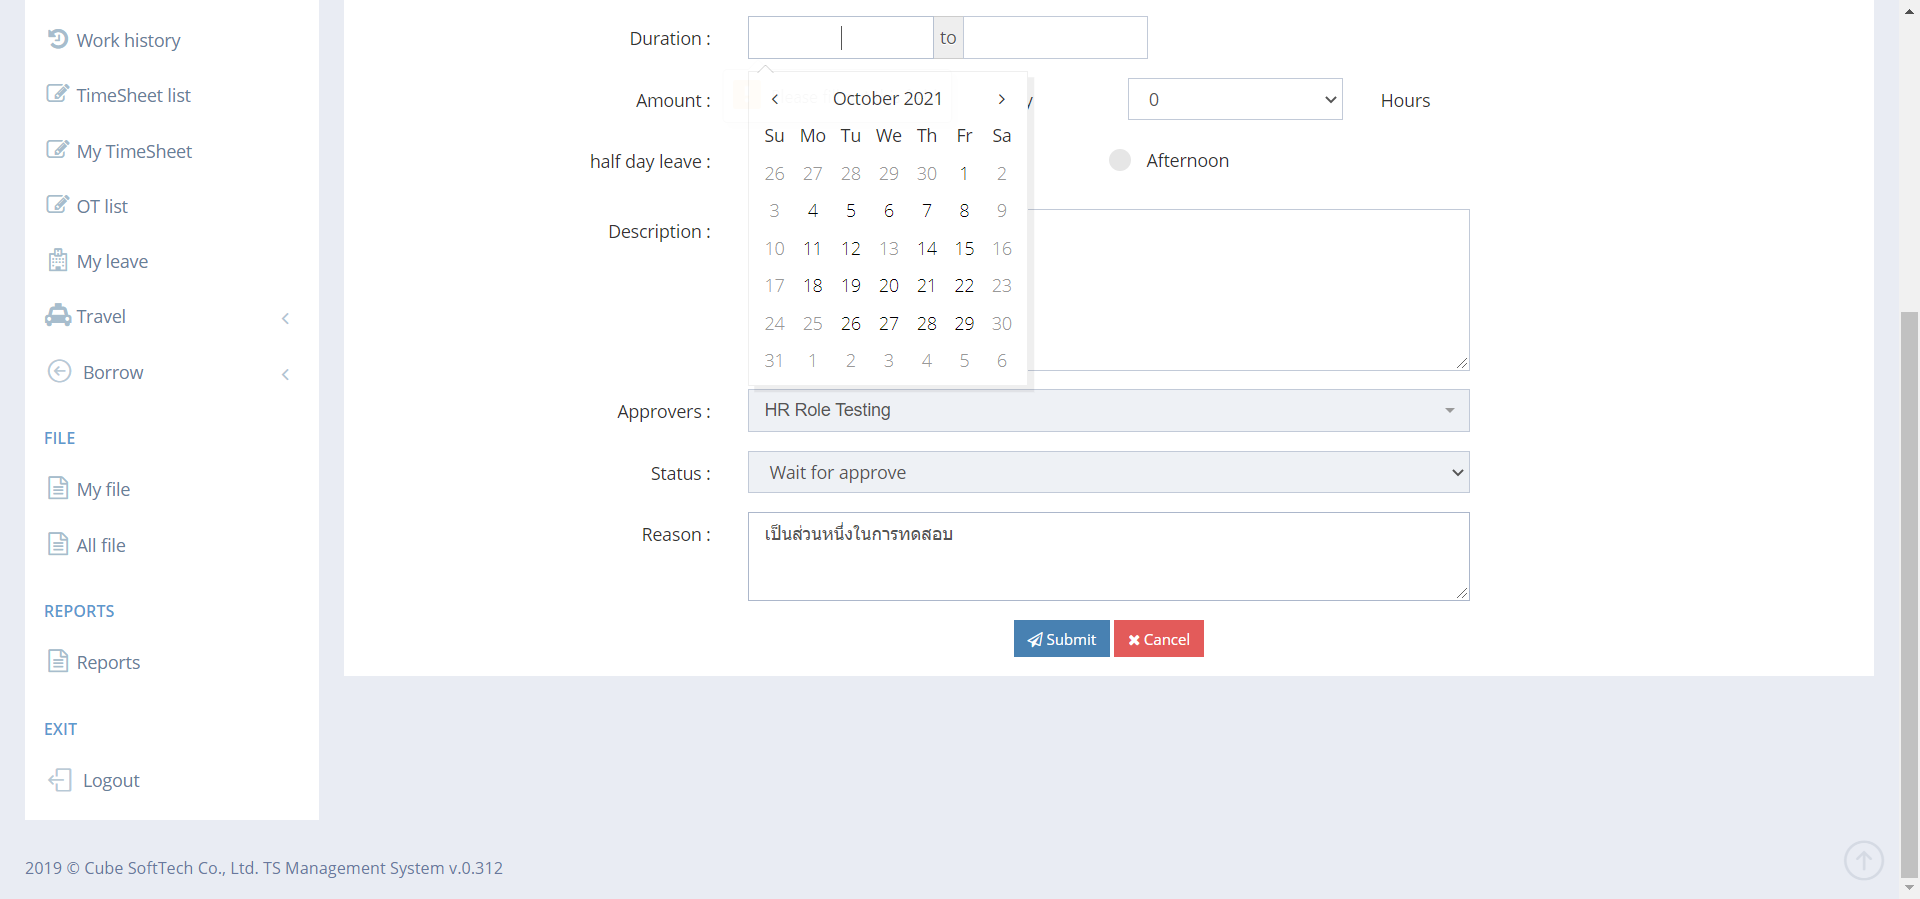 Work history
TimeSheet list
My TimeSheet
OT list
My leave
Travel
Borrow
FILE
My file
All file
REPORTS
Reports
EXIT
Logout
Duration :
to
Amount :
0
Hours
half day leave :
Afternoon
Description :
October 2021
Su Mo Tu We Th Fr Sa
26 27 28 29 30 1 2
3 4 5 6 7 8 9
10 11 12 13 14 15 16
17 18 19 20 21 22 23
24 25 26 27 28 29 30
31 1 2 3 4 5 6
Approvers :
HR Role Testing
Status :
Wait for approve
Reason :
เป็นส่วนหนึ่งในการทดสอบ
Submit
Cancel
2019 © Cube SoftTech Co., Ltd. TS Management System v.0.312